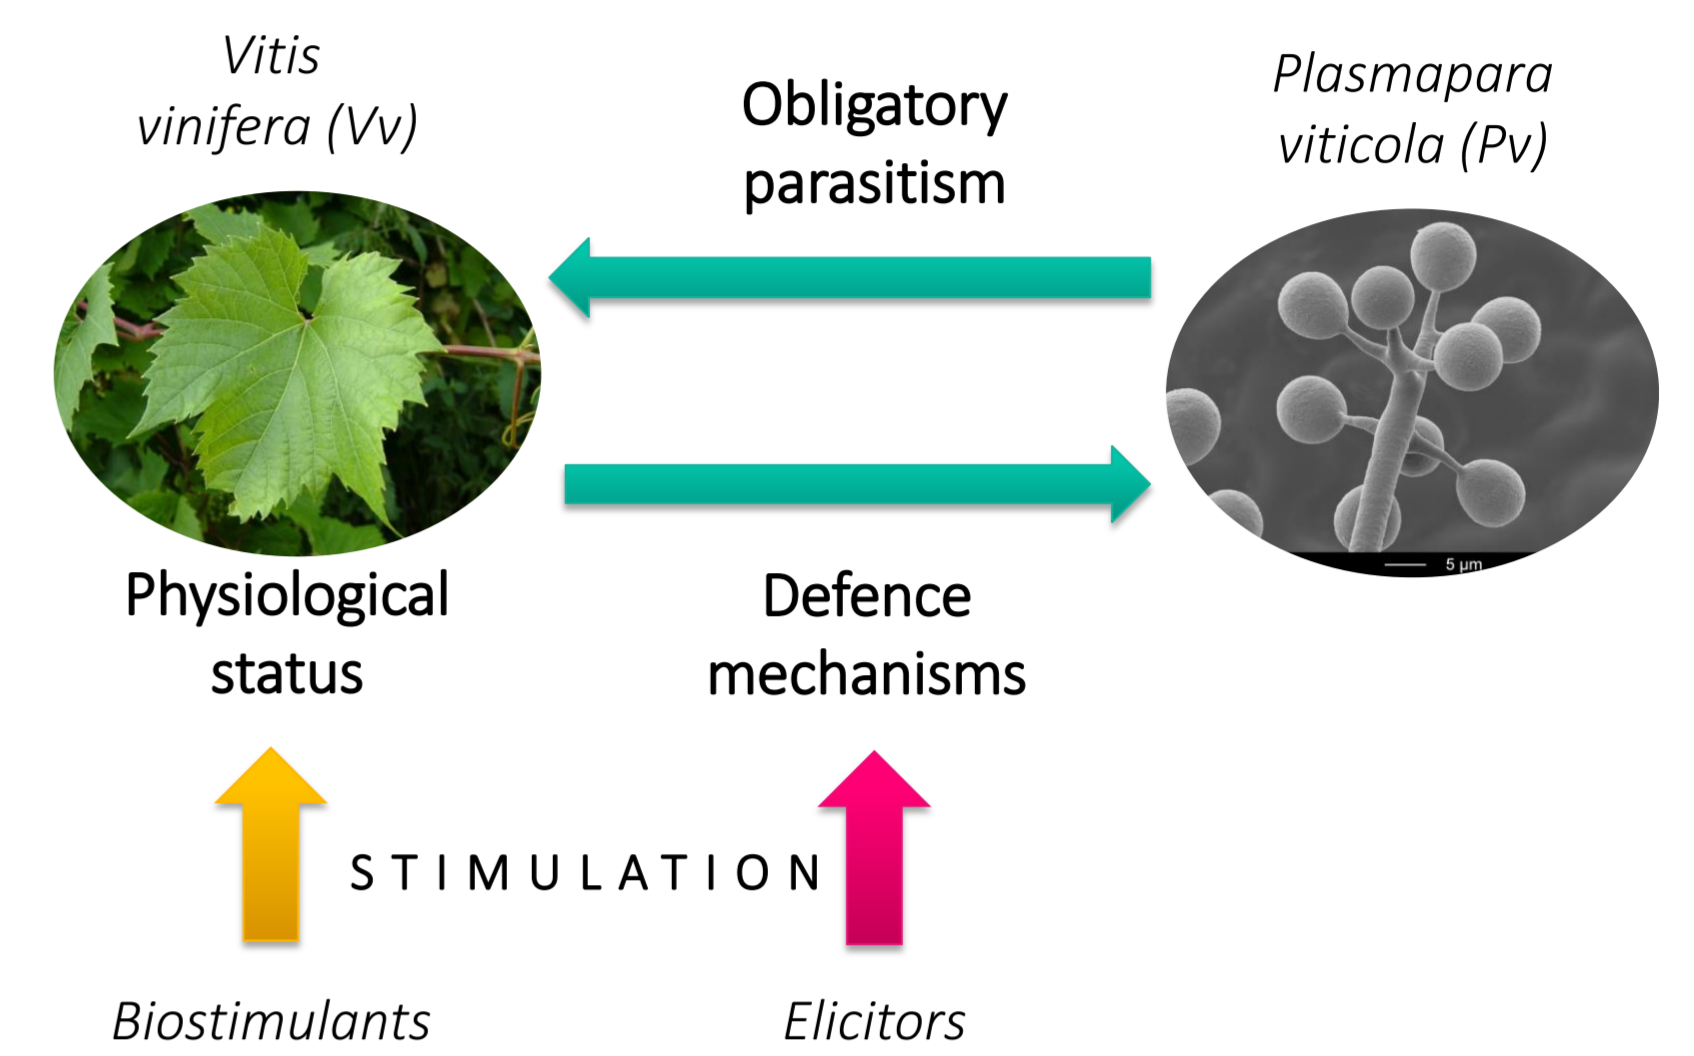 Vitis
vinifera (Vv)
Obligatory
parasitism
Plasmapara
viticola (Pv)
5 µm
Physiological
status
Defence
mechanisms
STIMULATION
Biostimulants
Elicitors